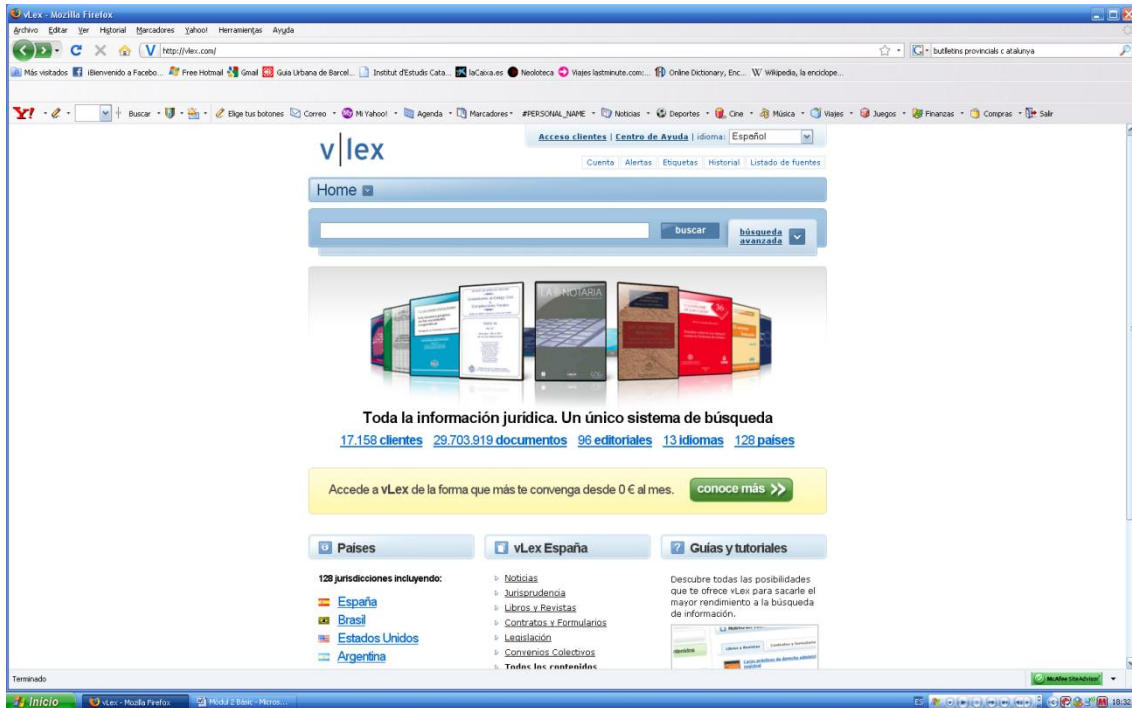 vLex - Mozilla Firefox
Archivo Editar Ver Historial Marcadores Yahoo! Herramientas Ayuda
http://vlex.com/ butlletins provincials c atalunya
Más visitados ¡Bienvenido a Facebo... Free Hotmail Gmail Guia Urbana de Barcel... Institut d'Estudis Cata... laCaixa.es Neoloteca Viajes lastminute.com:... Online Dictionary, Enc... Wikipedia, la enciclope...
Y! Buscar Elige tus botones Correo Mi Yahoo! Agenda Marcadores #PERSONAL_NAME Noticias Deportes Cine Música Viajes Juegos Finanzas Compras Salir
v|lex
Acceso clientes | Centro de Ayuda | idioma: Español
Cuenta Alertas Etiquetas Historial Listado de fuentes
Home
buscar
búsqueda
avanzada
LA NOTARIA
36
Toda la información jurídica. Un único sistema de búsqueda
17.158 clientes 29.703.919 documentos 96 editoriales 13 idiomas 128 países
Accede a vLex de la forma que más te convenga desde 0 € al mes. conoce más >>
Países
128 jurisdicciones incluyendo:
España
Brasil
Estados Unidos
Argentina
vLex España
Noticias
Jurisprudencia
Libros y Revistas
Contratos y Formularios
Legislación
Convenios Colectivos
Todos los contenidos
Guías y tutoriales
Descubre todas las posibilidades
que te ofrece vLex para sacarle el
mayor rendimiento a la búsqueda
de información.
Terminado McAfee SiteAdvisor
Inicio vLex - Mozilla Firefox Mòdul 2 Bàsic - Micros... ES 18:32